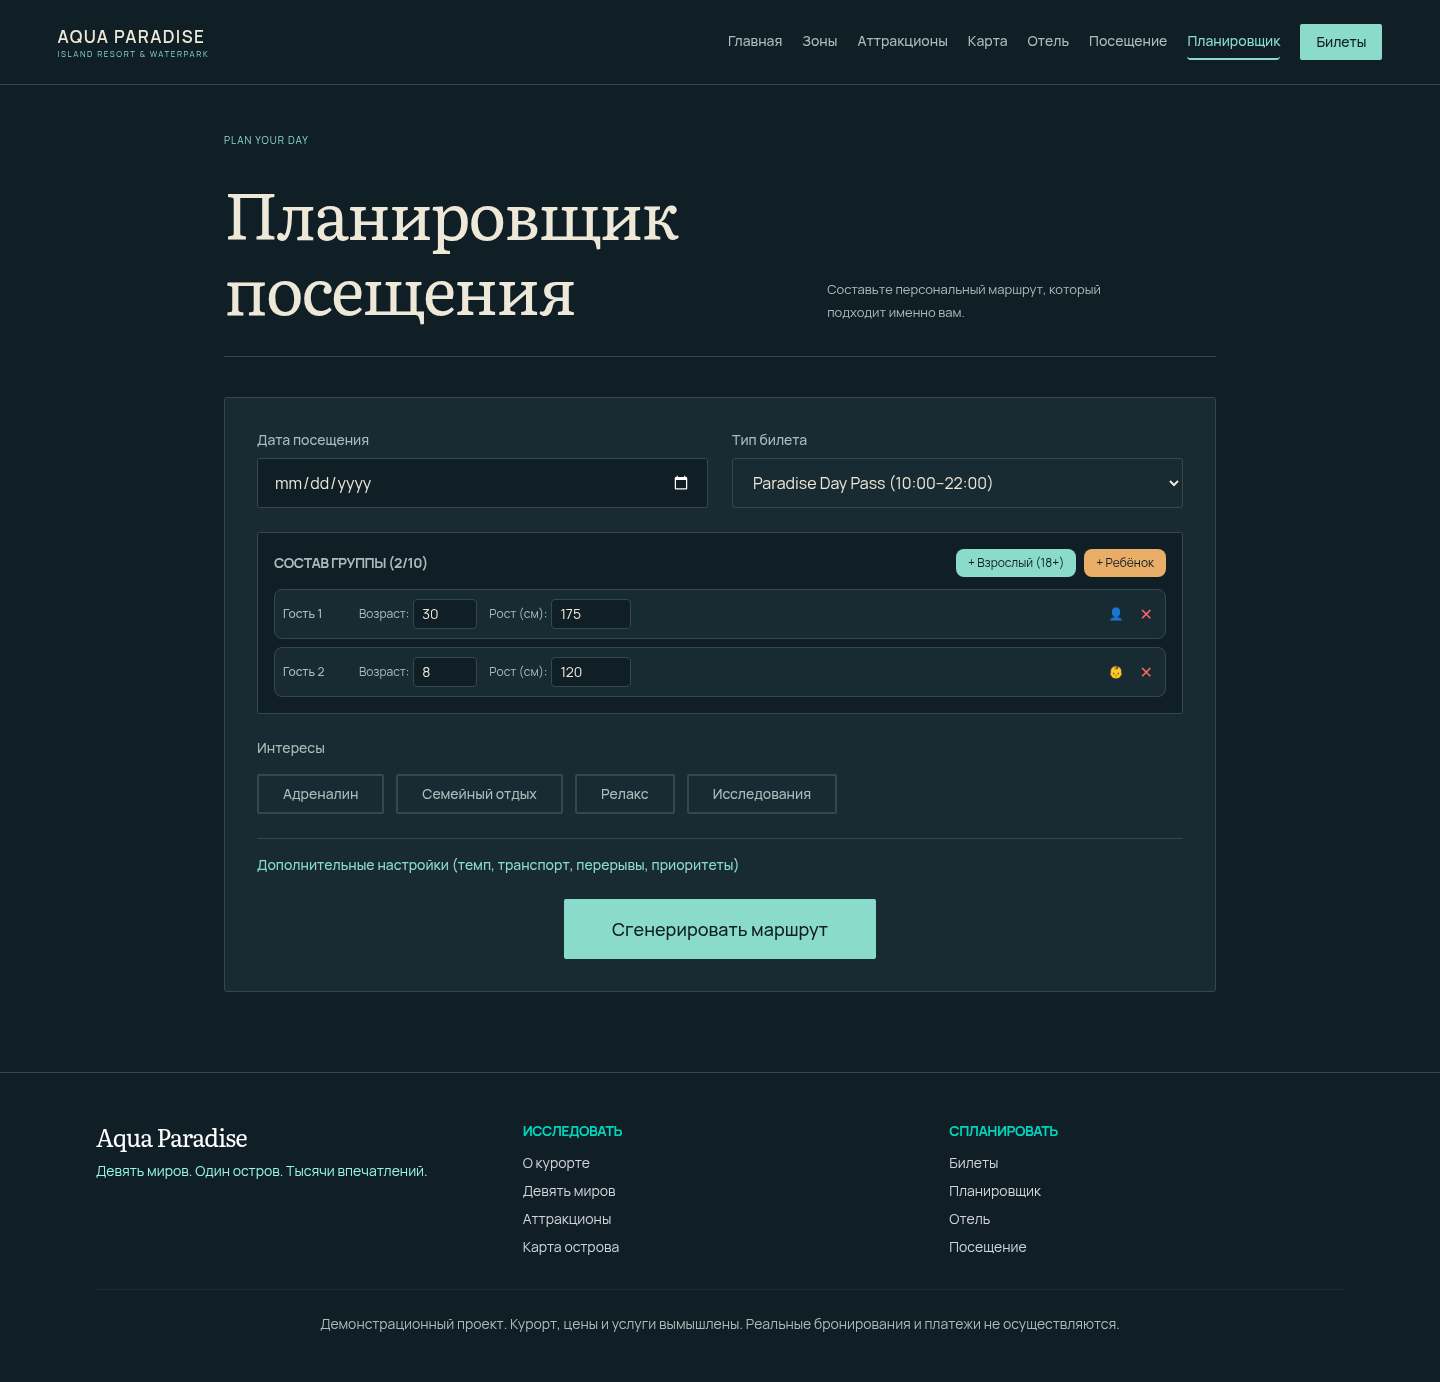 AQUA PARADISE
ISLAND RESORT & WATERPARK
Главная Зоны Аттракционы Карта Отель Посещение Планировщик Билеты
PLAN YOUR DAY
Планировщик
посещения
Составьте персональный маршрут, который
подходит именно вам.
Дата посещения
Тип билета
mm/dd/yyyy
Paradise Day Pass (10:00–22:00)
СОСТАВ ГРУППЫ (2/10)
+ Взрослый (18+)
+ Ребёнок
Гость 1 Возраст: 30 Рост (см): 175
Гость 2 Возраст: 8 Рост (см): 120
Интересы
Адреналин Семейный отдых Релакс Исследования
Дополнительные настройки (темп, транспорт, перерывы, приоритеты)
Сгенерировать маршрут
Aqua Paradise
Девять миров. Один остров. Тысячи впечатлений.
ИССЛЕДОВАТЬ
О курорте
Девять миров
Аттракционы
Карта острова
СПЛАНИРОВАТЬ
Билеты
Планировщик
Отель
Посещение
Демонстрационный проект. Курорт, цены и услуги вымышлены. Реальные бронирования и платежи не осуществляются.